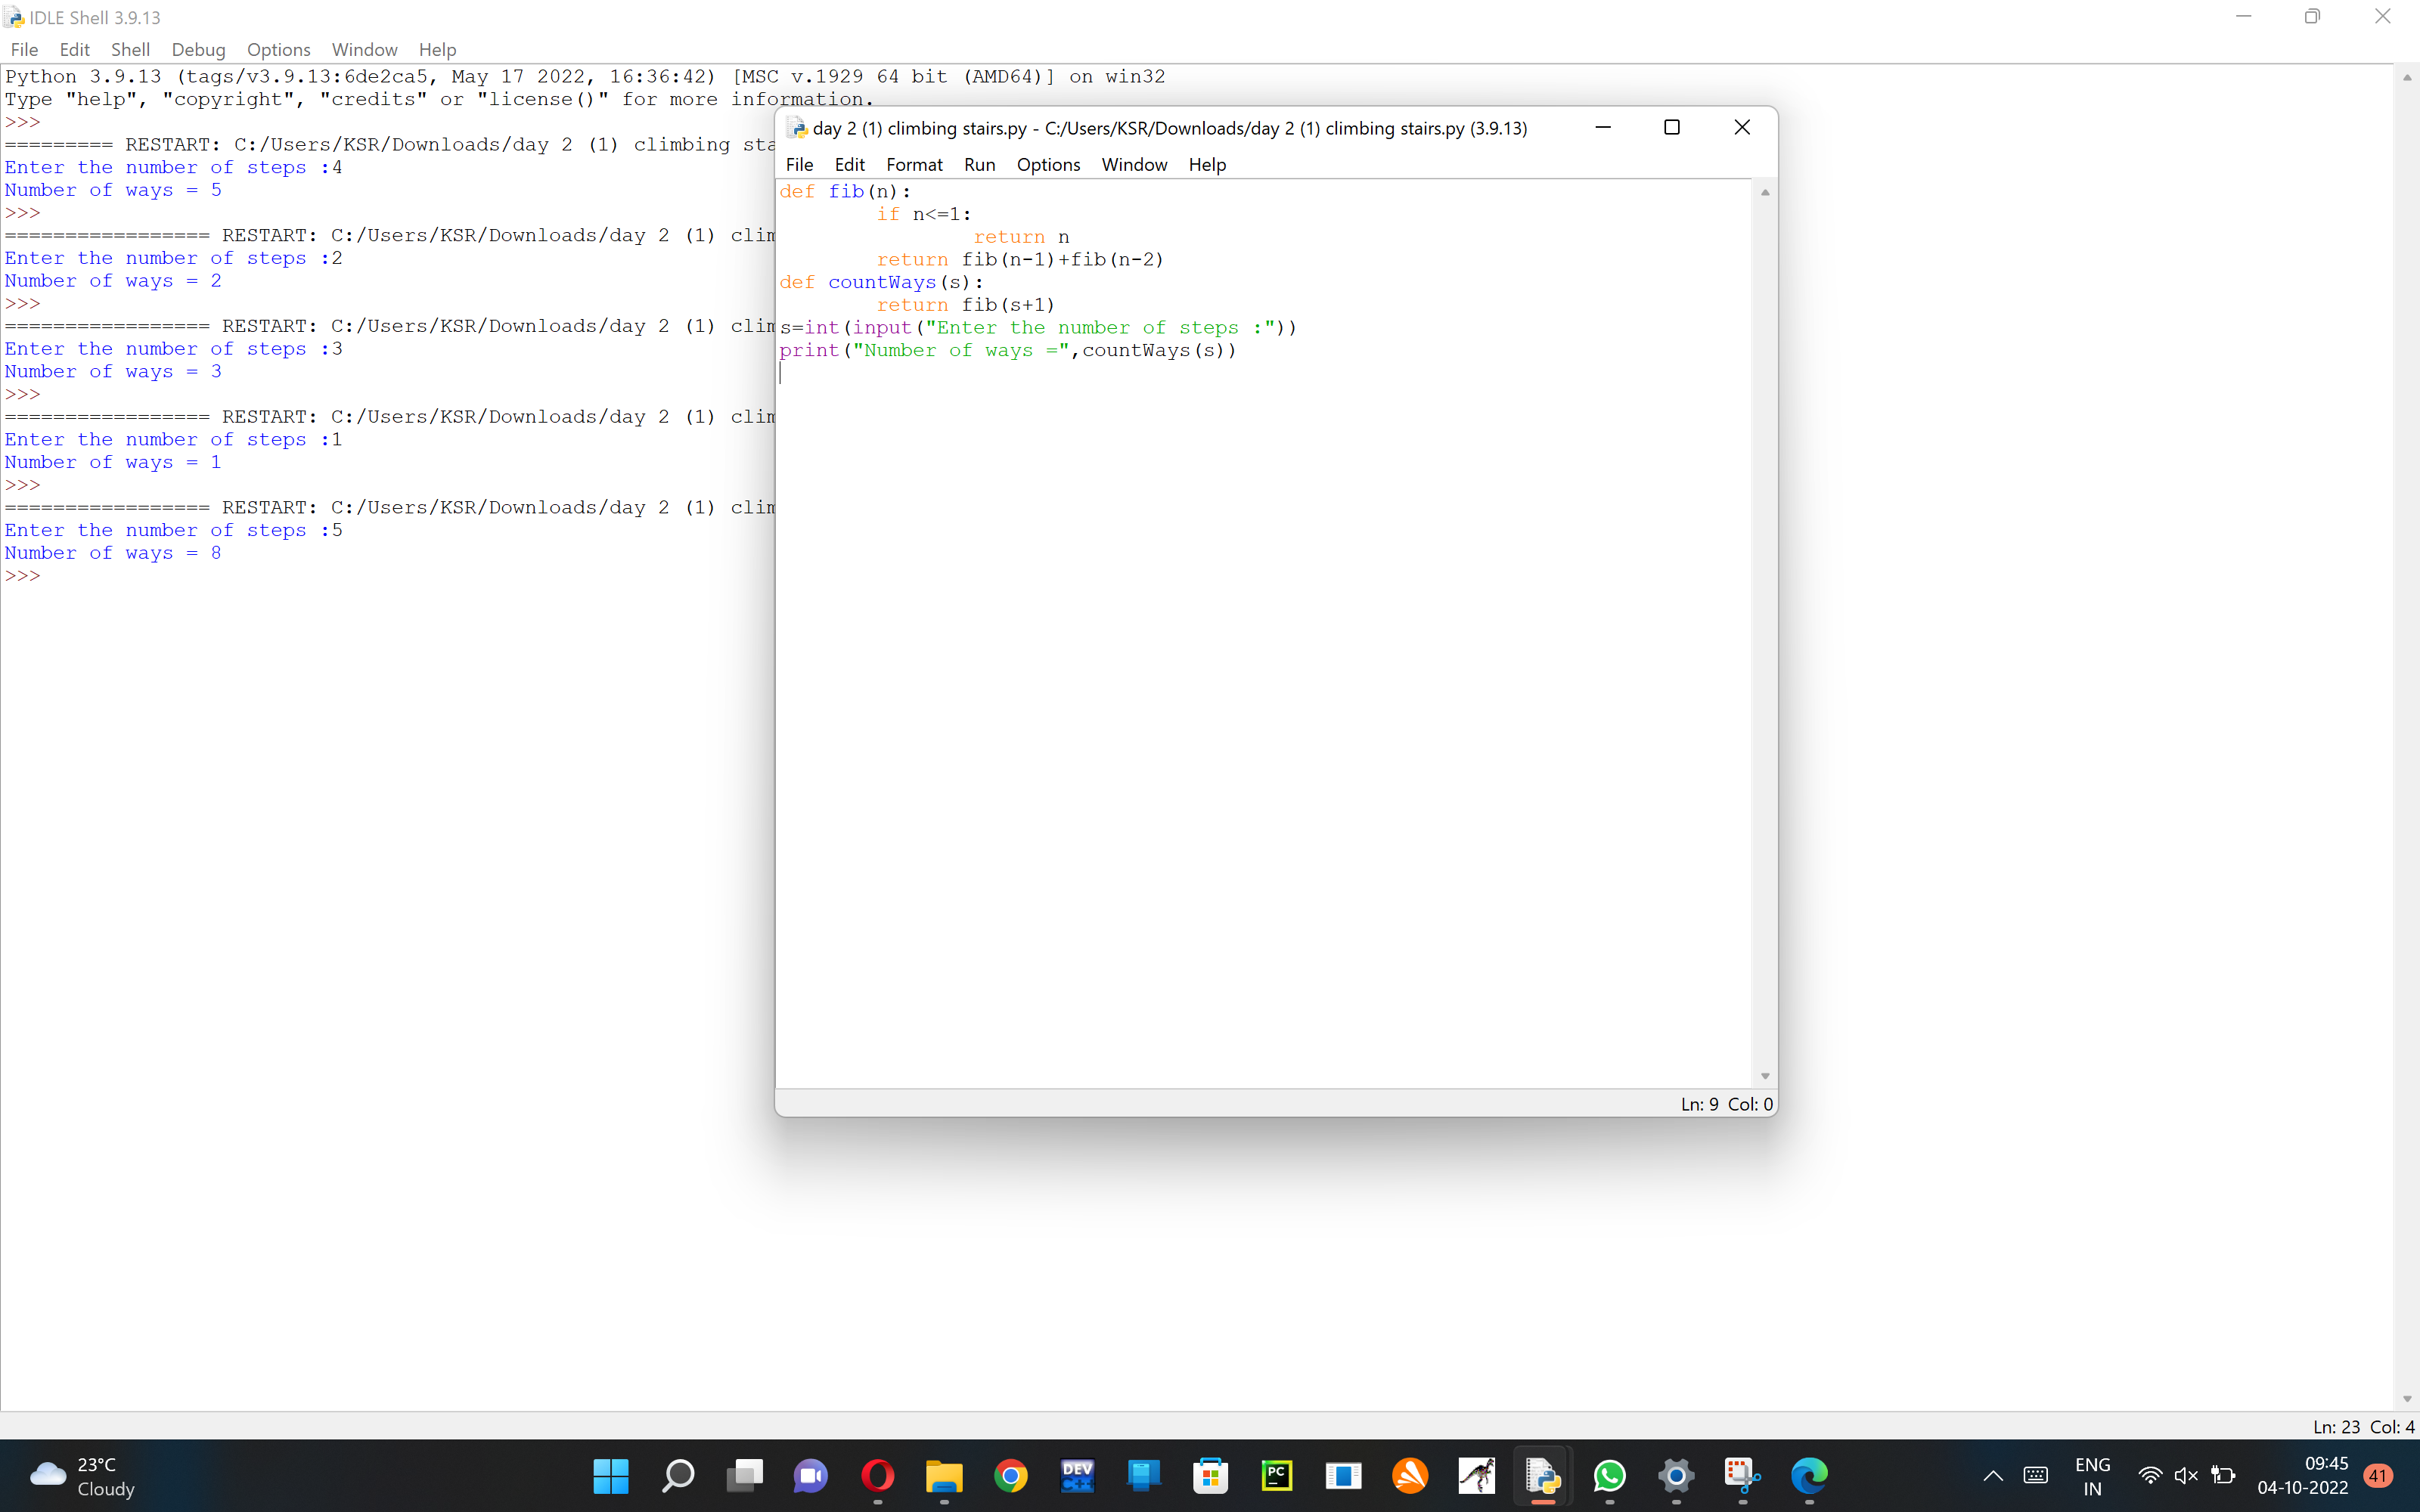 IDLE Shell 3.9.13
File Edit Shell Debug Options Window Help
Python 3.9.13 (tags/v3.9.13:6de2ca5, May 17 2022, 16:36:42) [MSC v.1929 64 bit (AMD64)] on win32
Type "help", "copyright", "credits" or "license()" for more information.
>>>
========= RESTART: C:/Users/KSR/Downloads/day 2 (1) climbing sta
Enter the number of steps :4
Number of ways = 5
>>>
================= RESTART: C:/Users/KSR/Downloads/day 2 (1) clim
Enter the number of steps :2
Number of ways = 2
>>>
================= RESTART: C:/Users/KSR/Downloads/day 2 (1) clim
Enter the number of steps :3
Number of ways = 3
>>>
================= RESTART: C:/Users/KSR/Downloads/day 2 (1) clim
Enter the number of steps :1
Number of ways = 1
>>>
================= RESTART: C:/Users/KSR/Downloads/day 2 (1) clim
Enter the number of steps :5
Number of ways = 8
>>>
day 2 (1) climbing stairs.py - C:/Users/KSR/Downloads/day 2 (1) climbing stairs.py (3.9.13)
File Edit Format Run Options Window Help
def fib(n):
        if n<=1:
                return n
        return fib(n-1)+fib(n-2)
def countWays(s):
        return fib(s+1)
s=int(input("Enter the number of steps :"))
print("Number of ways =",countWays(s))
Ln: 9 Col: 0
Ln: 23 Col: 4
23°C
Cloudy
DEV
C++
PC
ENG
IN
09:45
04-10-2022
41